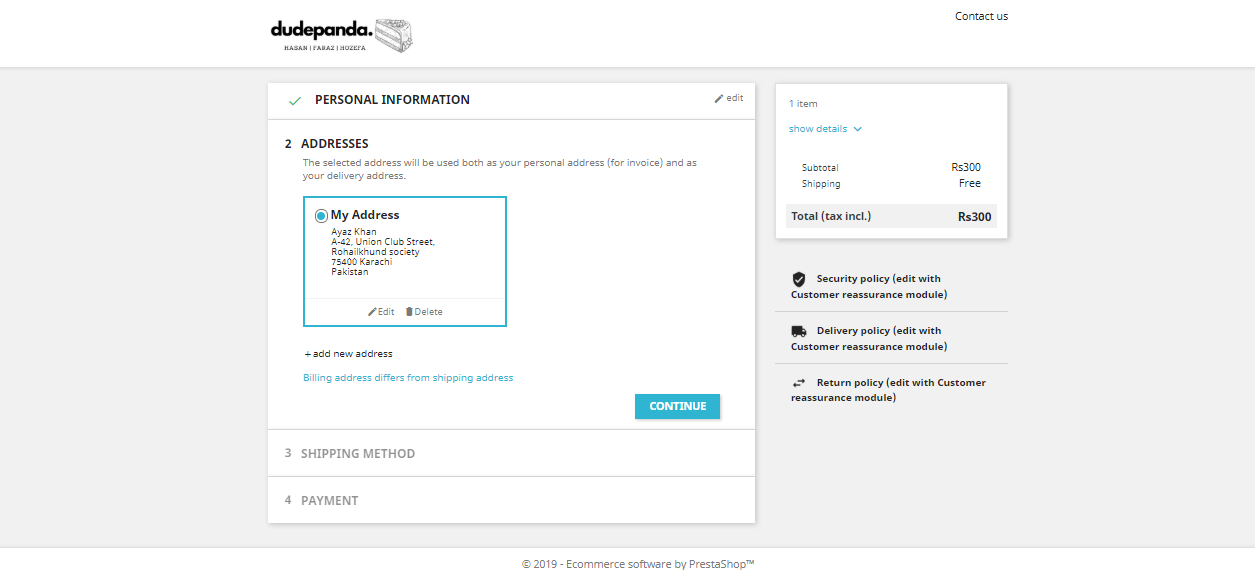 Contact us
dudepanda.
HASAN | FARAZ | HOZEFA
PERSONAL INFORMATION
edit
2 ADDRESSES
The selected address will be used both as your personal address (for invoice) and as
your delivery address.
My Address
Ayaz Khan
A-42, Union Club Street,
Rohailkhund society
75400 Karachi
Pakistan
Edit Delete
+ add new address
Billing address differs from shipping address
CONTINUE
3 SHIPPING METHOD
4 PAYMENT
1 item
show details
Subtotal Rs300
Shipping Free
Total (tax incl.) Rs300
Security policy (edit with
Customer reassurance module)
Delivery policy (edit with
Customer reassurance module)
Return policy (edit with Customer
reassurance module)
© 2019 - Ecommerce software by PrestaShop™